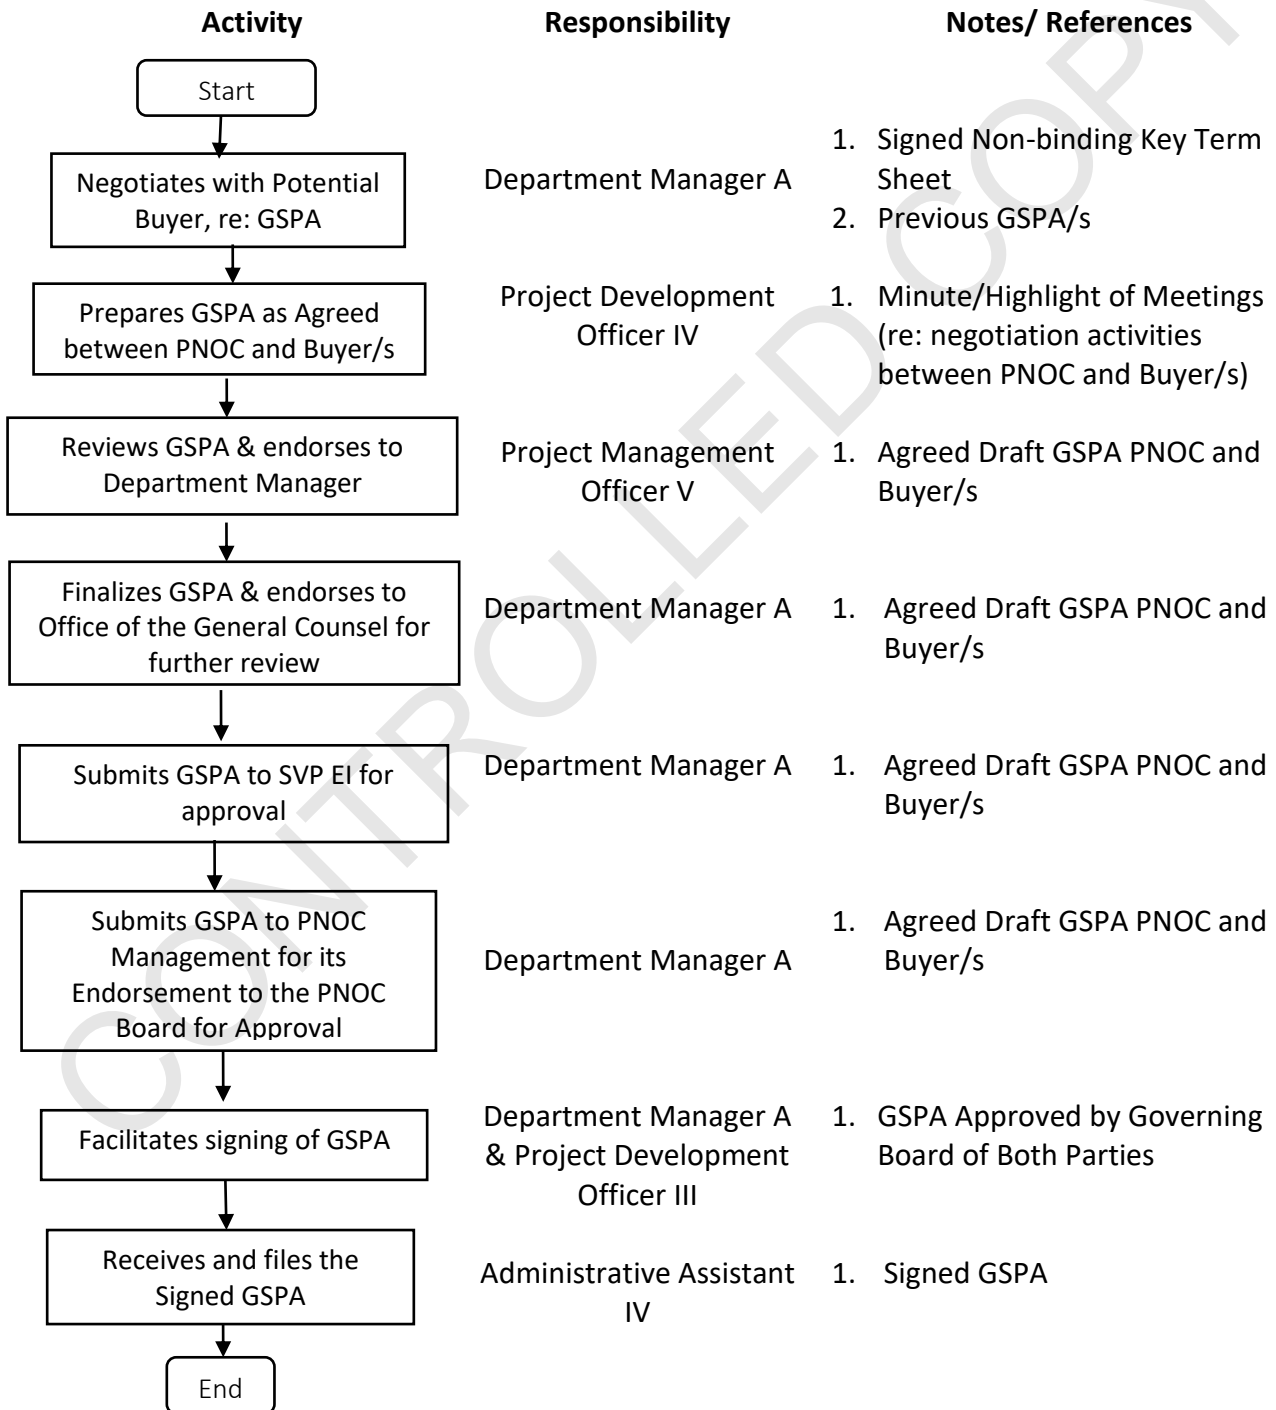 Activity Responsibility Notes/ References
Start
Negotiates with Potential
Buyer, re: GSPA
Department Manager A
1. Signed Non-binding Key Term
Sheet
2. Previous GSPA/s
Prepares GSPA as Agreed
between PNOC and Buyer/s
Project Development
Officer IV
1. Minute/Highlight of Meetings
(re: negotiation activities
between PNOC and Buyer/s)
Reviews GSPA & endorses to
Department Manager
Project Management
Officer V
1. Agreed Draft GSPA PNOC and
Buyer/s
Finalizes GSPA & endorses to
Office of the General Counsel for
further review
Department Manager A
1. Agreed Draft GSPA PNOC and
Buyer/s
Submits GSPA to SVP EI for
approval
Department Manager A
1. Agreed Draft GSPA PNOC and
Buyer/s
Submits GSPA to PNOC
Management for its
Endorsement to the PNOC
Board for Approval
Department Manager A
1. Agreed Draft GSPA PNOC and
Buyer/s
Facilitates signing of GSPA
Department Manager A
& Project Development
Officer III
1. GSPA Approved by Governing
Board of Both Parties
Receives and files the
Signed GSPA
Administrative Assistant
IV
1. Signed GSPA
End
CONTROLLED COPY